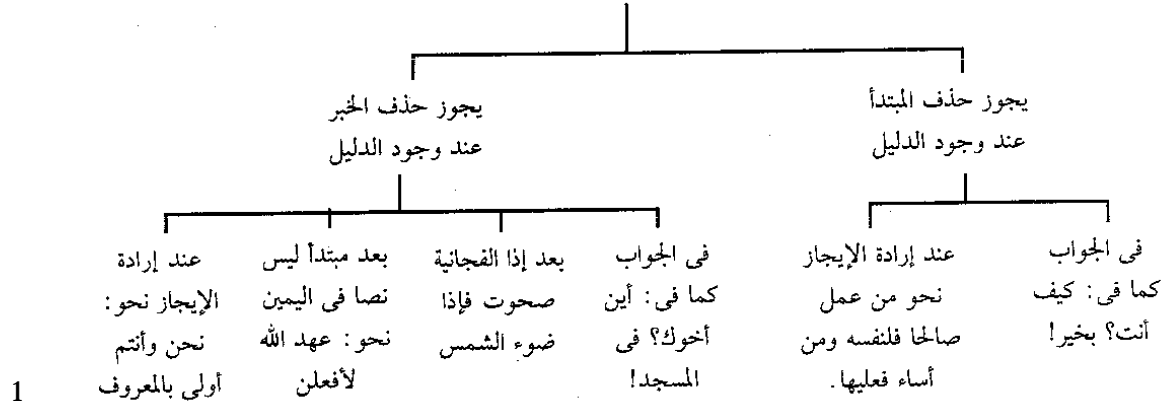 يجوز حذف المبتدأ
عند وجود الدليل
يجوز حذف الخبر
عند وجود الدليل
فى الجواب
كما فى: كيف
أنت؟ بخير!
عند إرادة الإيجاز
نحو من عمل
صالحا فلنفسه ومن
أساء فعليها.
فى الجواب
كما فى: أين
أخوك؟ فى
المسجد!
بعد إذا الفجائية
صحوت فإذا
ضوء الشمس
بعد مبتدأ ليس
نصا فى اليمين
نحو: عهد الله
لأفعلن
عند إرادة
الإيجاز نحو:
نحن وأنتم
أولى بالمعروف
1